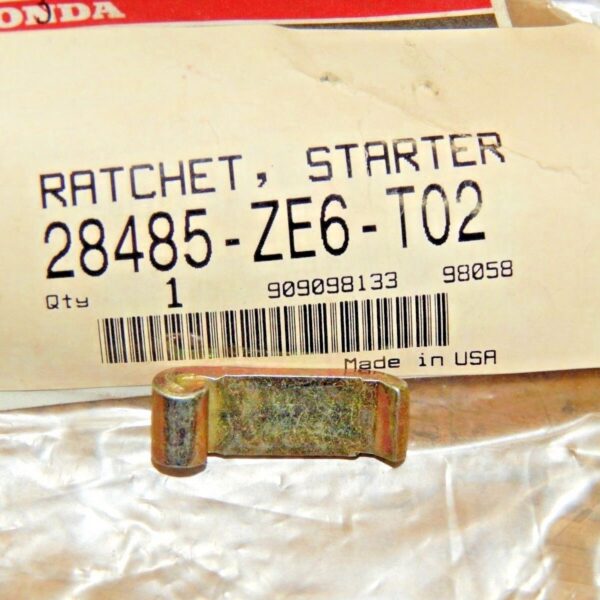 HONDA
RATCHET, STARTER
28485-ZE6-T02
Qty 1 909098133 98058
Made in USA